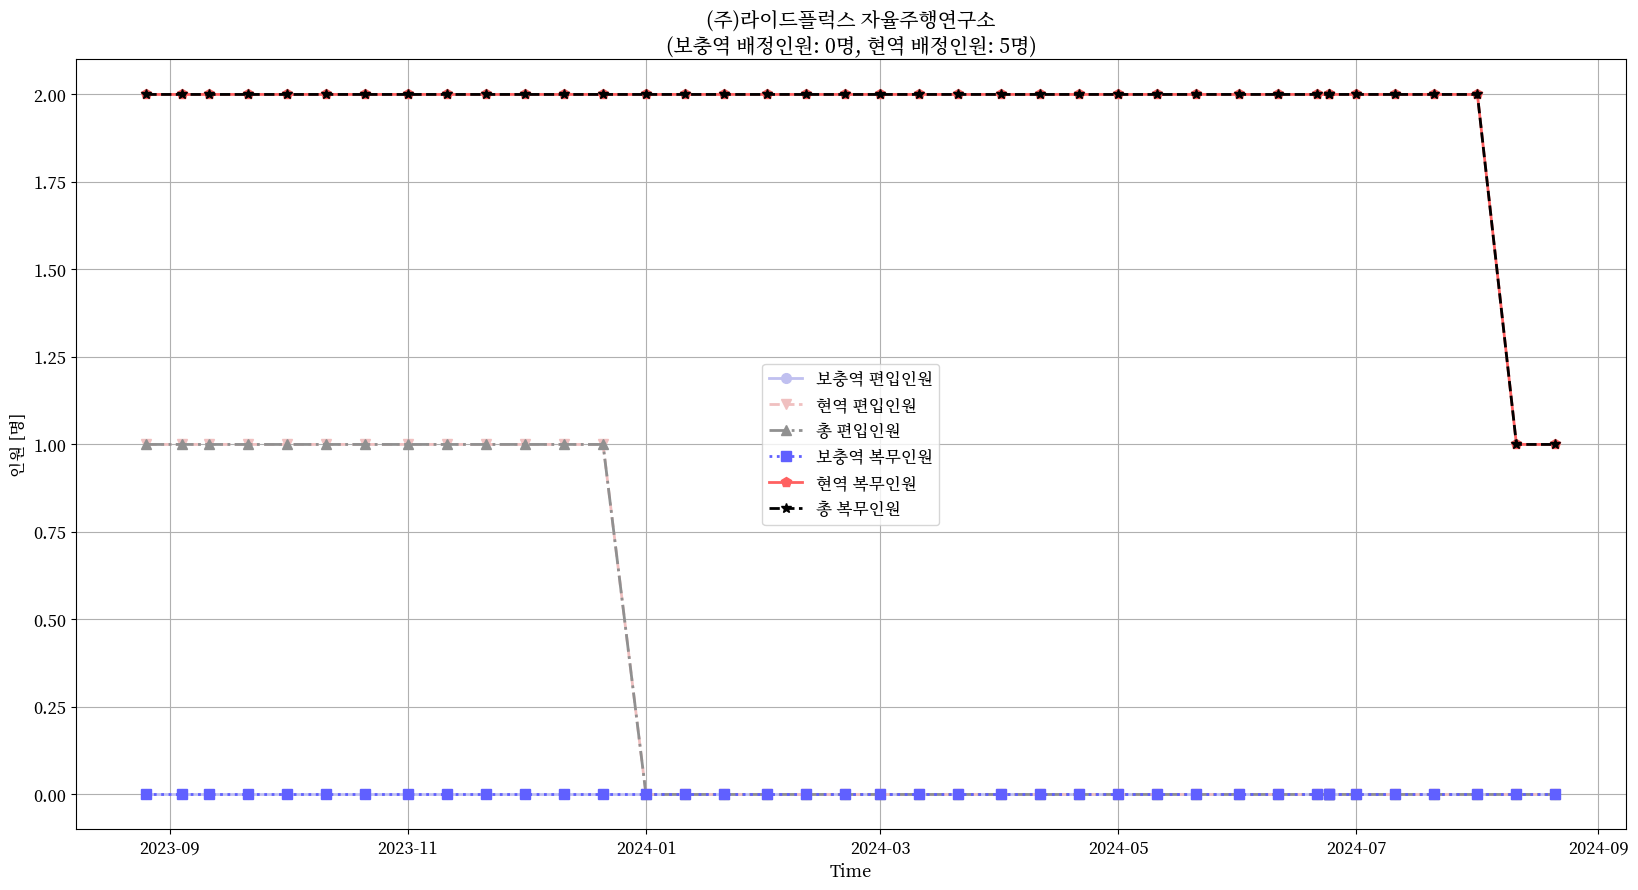 (주)라이드플럭스 자율주행연구소
(보충역 배정인원: 0명, 현역 배정인원: 5명)
인원 [명]
2.00
1.75
1.50
1.25
1.00
0.75
0.50
0.25
0.00
보충역 편입인원
현역 편입인원
총 편입인원
보충역 복무인원
현역 복무인원
총 복무인원
2023-09
2023-11
2024-01
2024-03
2024-05
2024-07
2024-09
Time